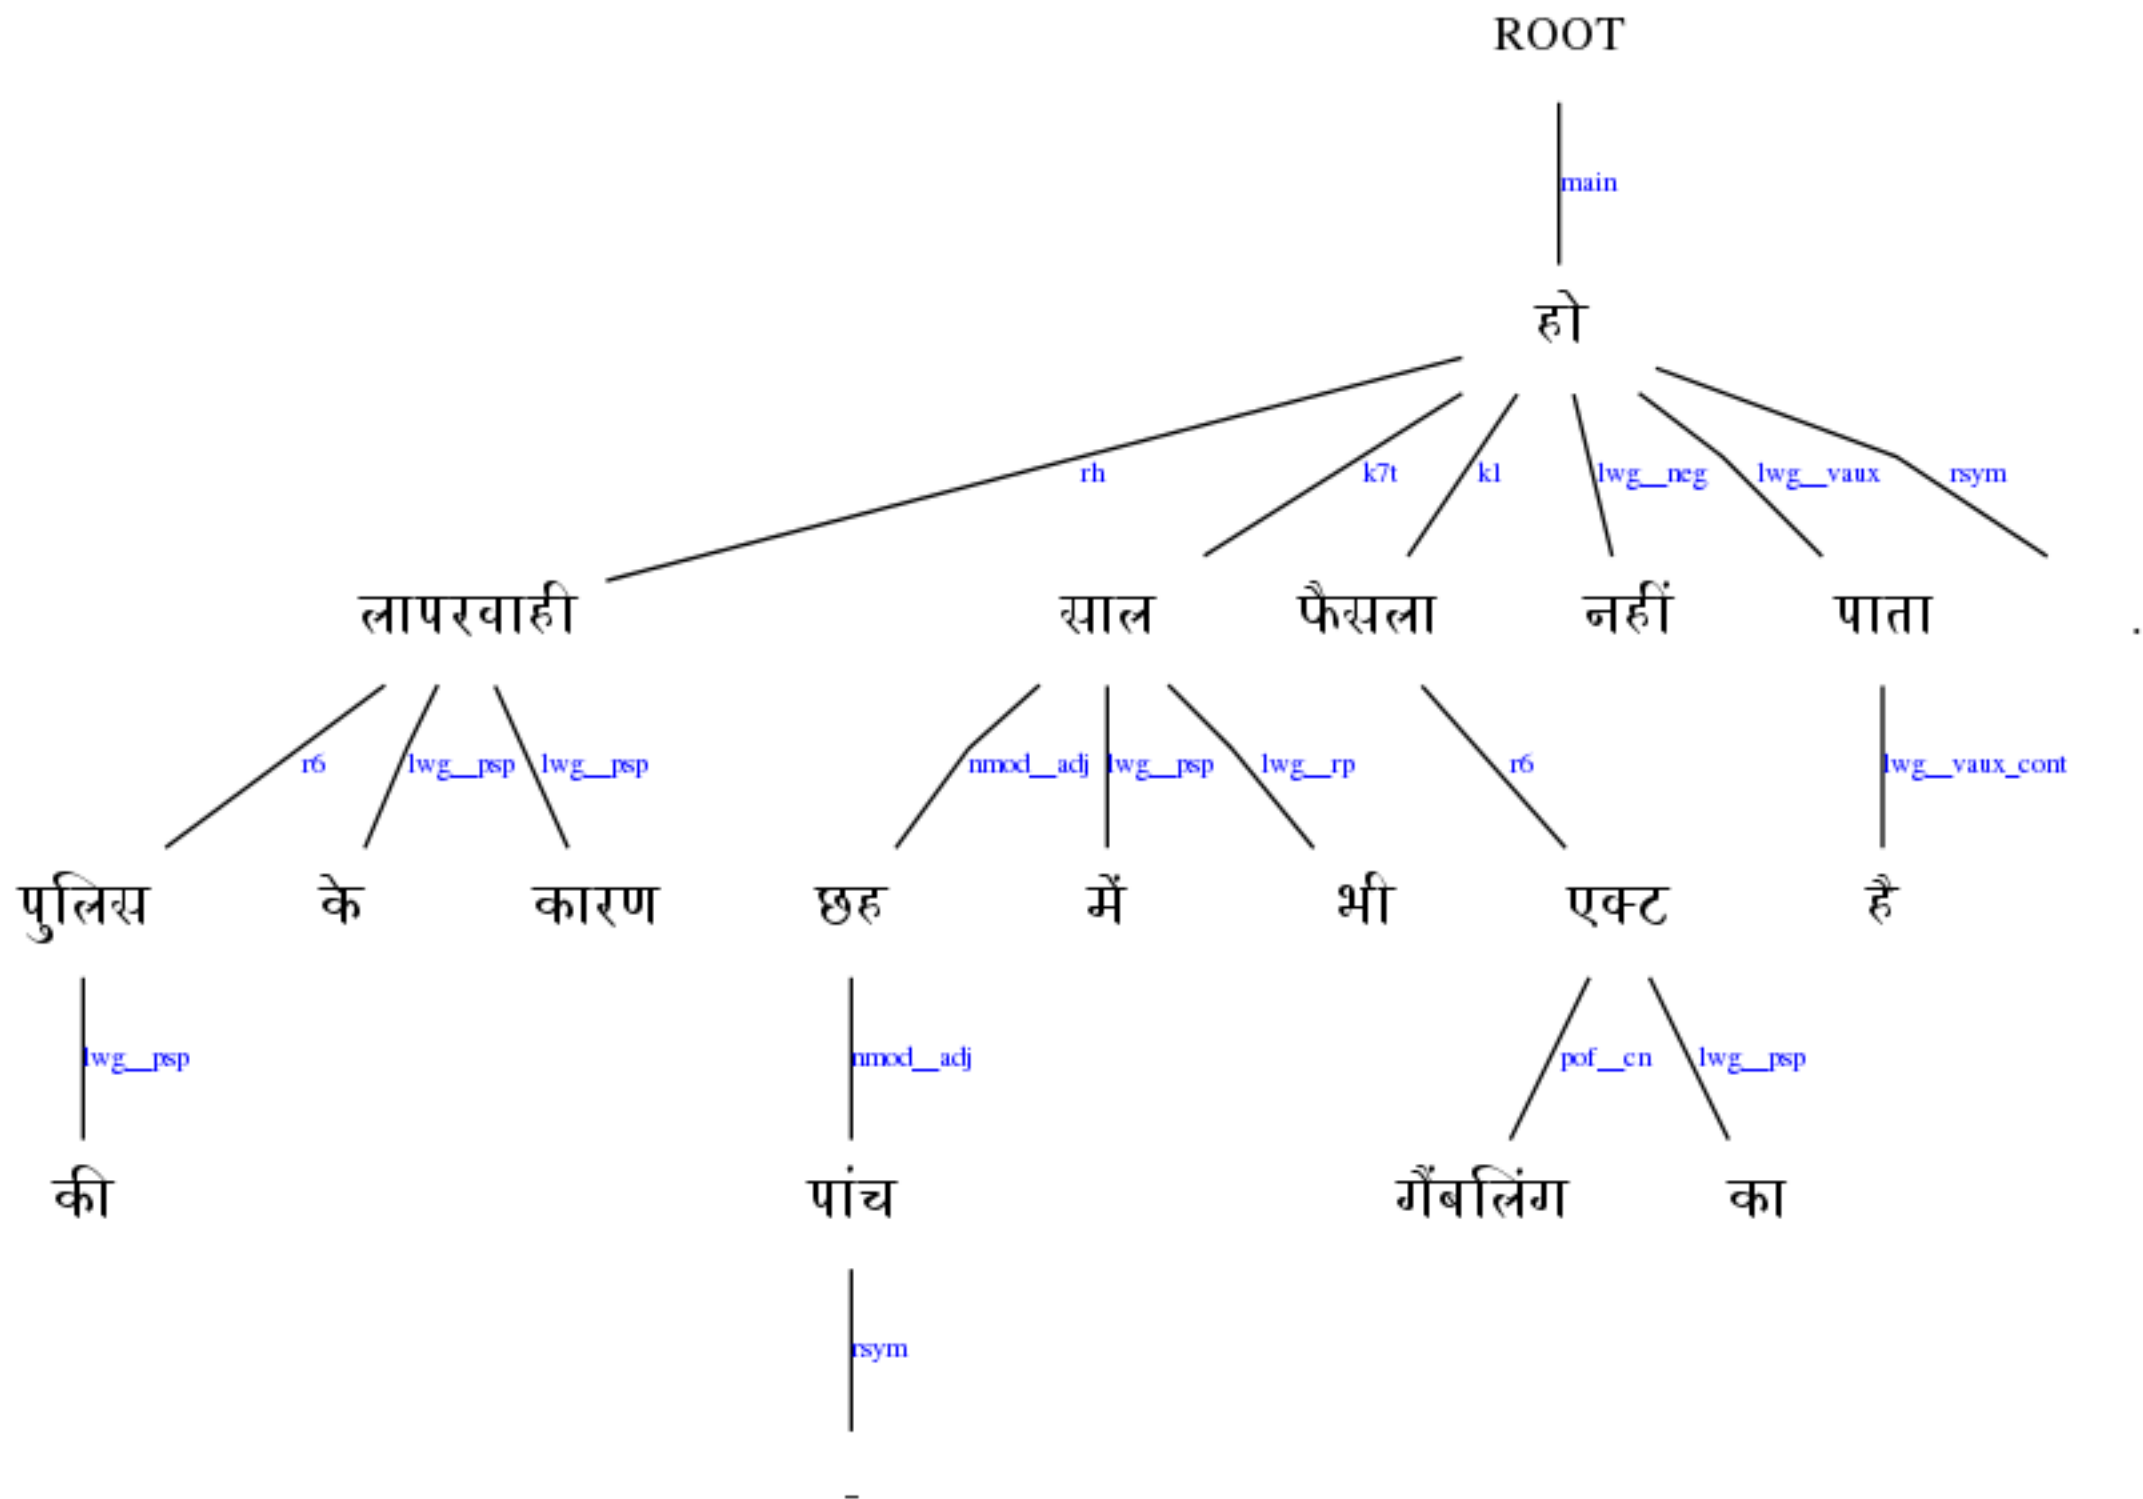 ROOT
main
हो
rh k7t k1 lwg__neg lwg__vaux rsym
लापरवाही साल फैसला नहीं पाता .
r6 lwg__psp lwg__psp nmod__adj lwg__psp lwg__rp r6 lwg__vaux_cont
पुलिस के कारण छह में भी एक्ट है
lwg__psp nmod__adj pof__cn lwg__psp
की पांच गैंबलिंग का
rsym
-